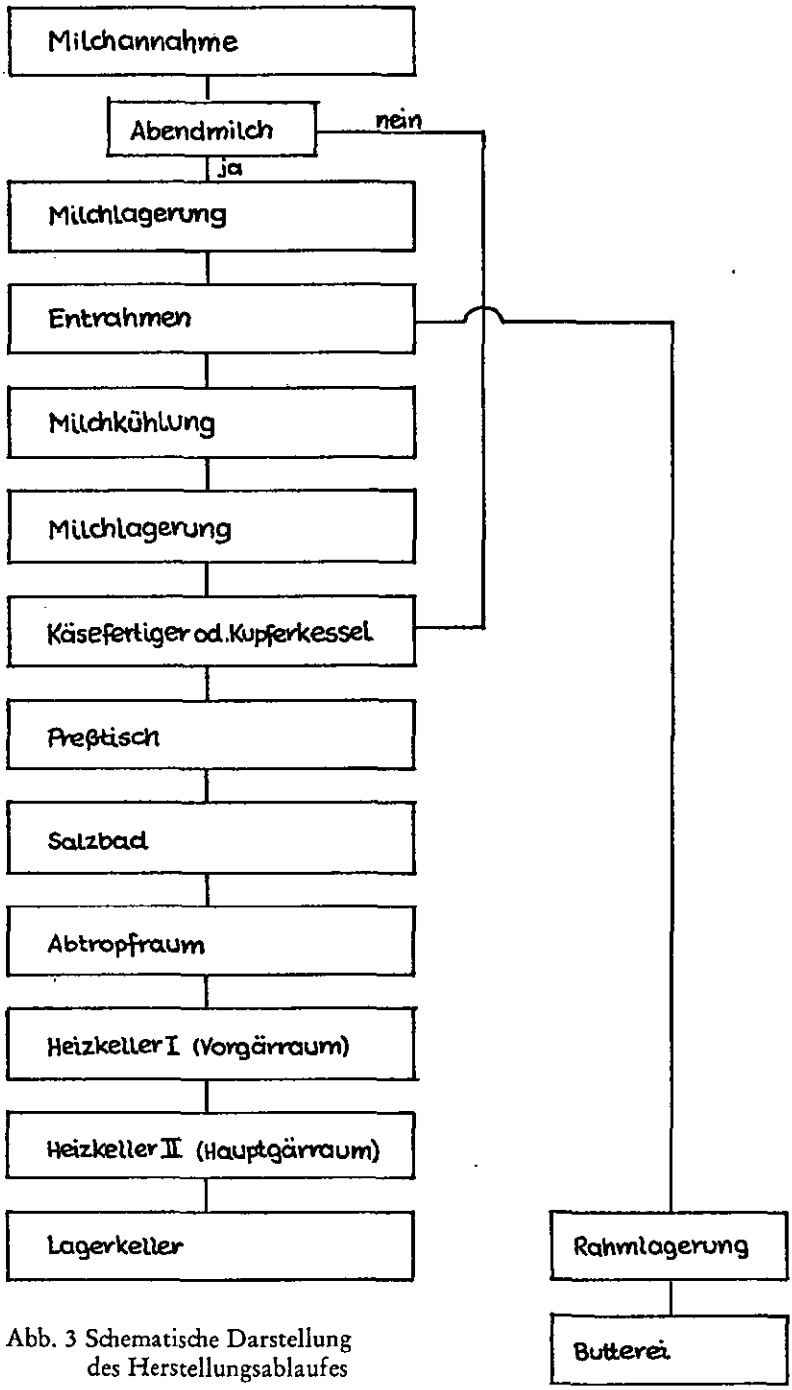 Milchannahme
Abendmilch
nein
ja
Milchlagerung
Entrahmen
Milchkühlung
Milchlagerung
Käsefertiger od. Kupferkessel
Preßtisch
Salzbad
Abtropfraum
Heizkeller I (Vorgärraum)
Heizkeller II (Hauptgärraum)
Lagerkeller
Rahmlagerung
Butterei
Abb. 3 Schematische Darstellung
des Herstellungsablaufes